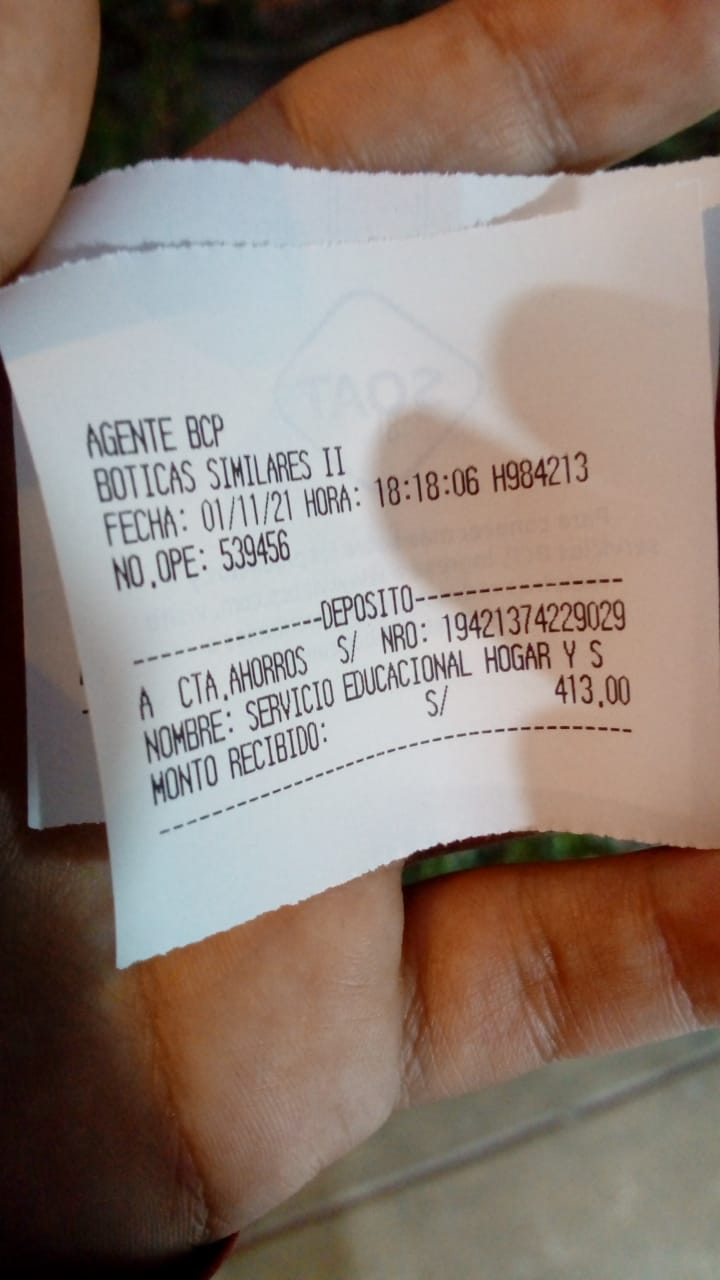 AGENTE BCP
BOTICAS SIMILARES II
FECHA: 01/11/21 HORA: 18:18:06 H984213
NO.OPE: 539456
---------------DEPOSITO----------------
A CTA.AHORROS S/ NRO: 19421374229029
NOMBRE: SERVICIO EDUCACIONAL HOGAR Y S
MONTO RECIBIDO: S/ 413.00
---------------------------------------
SOAT